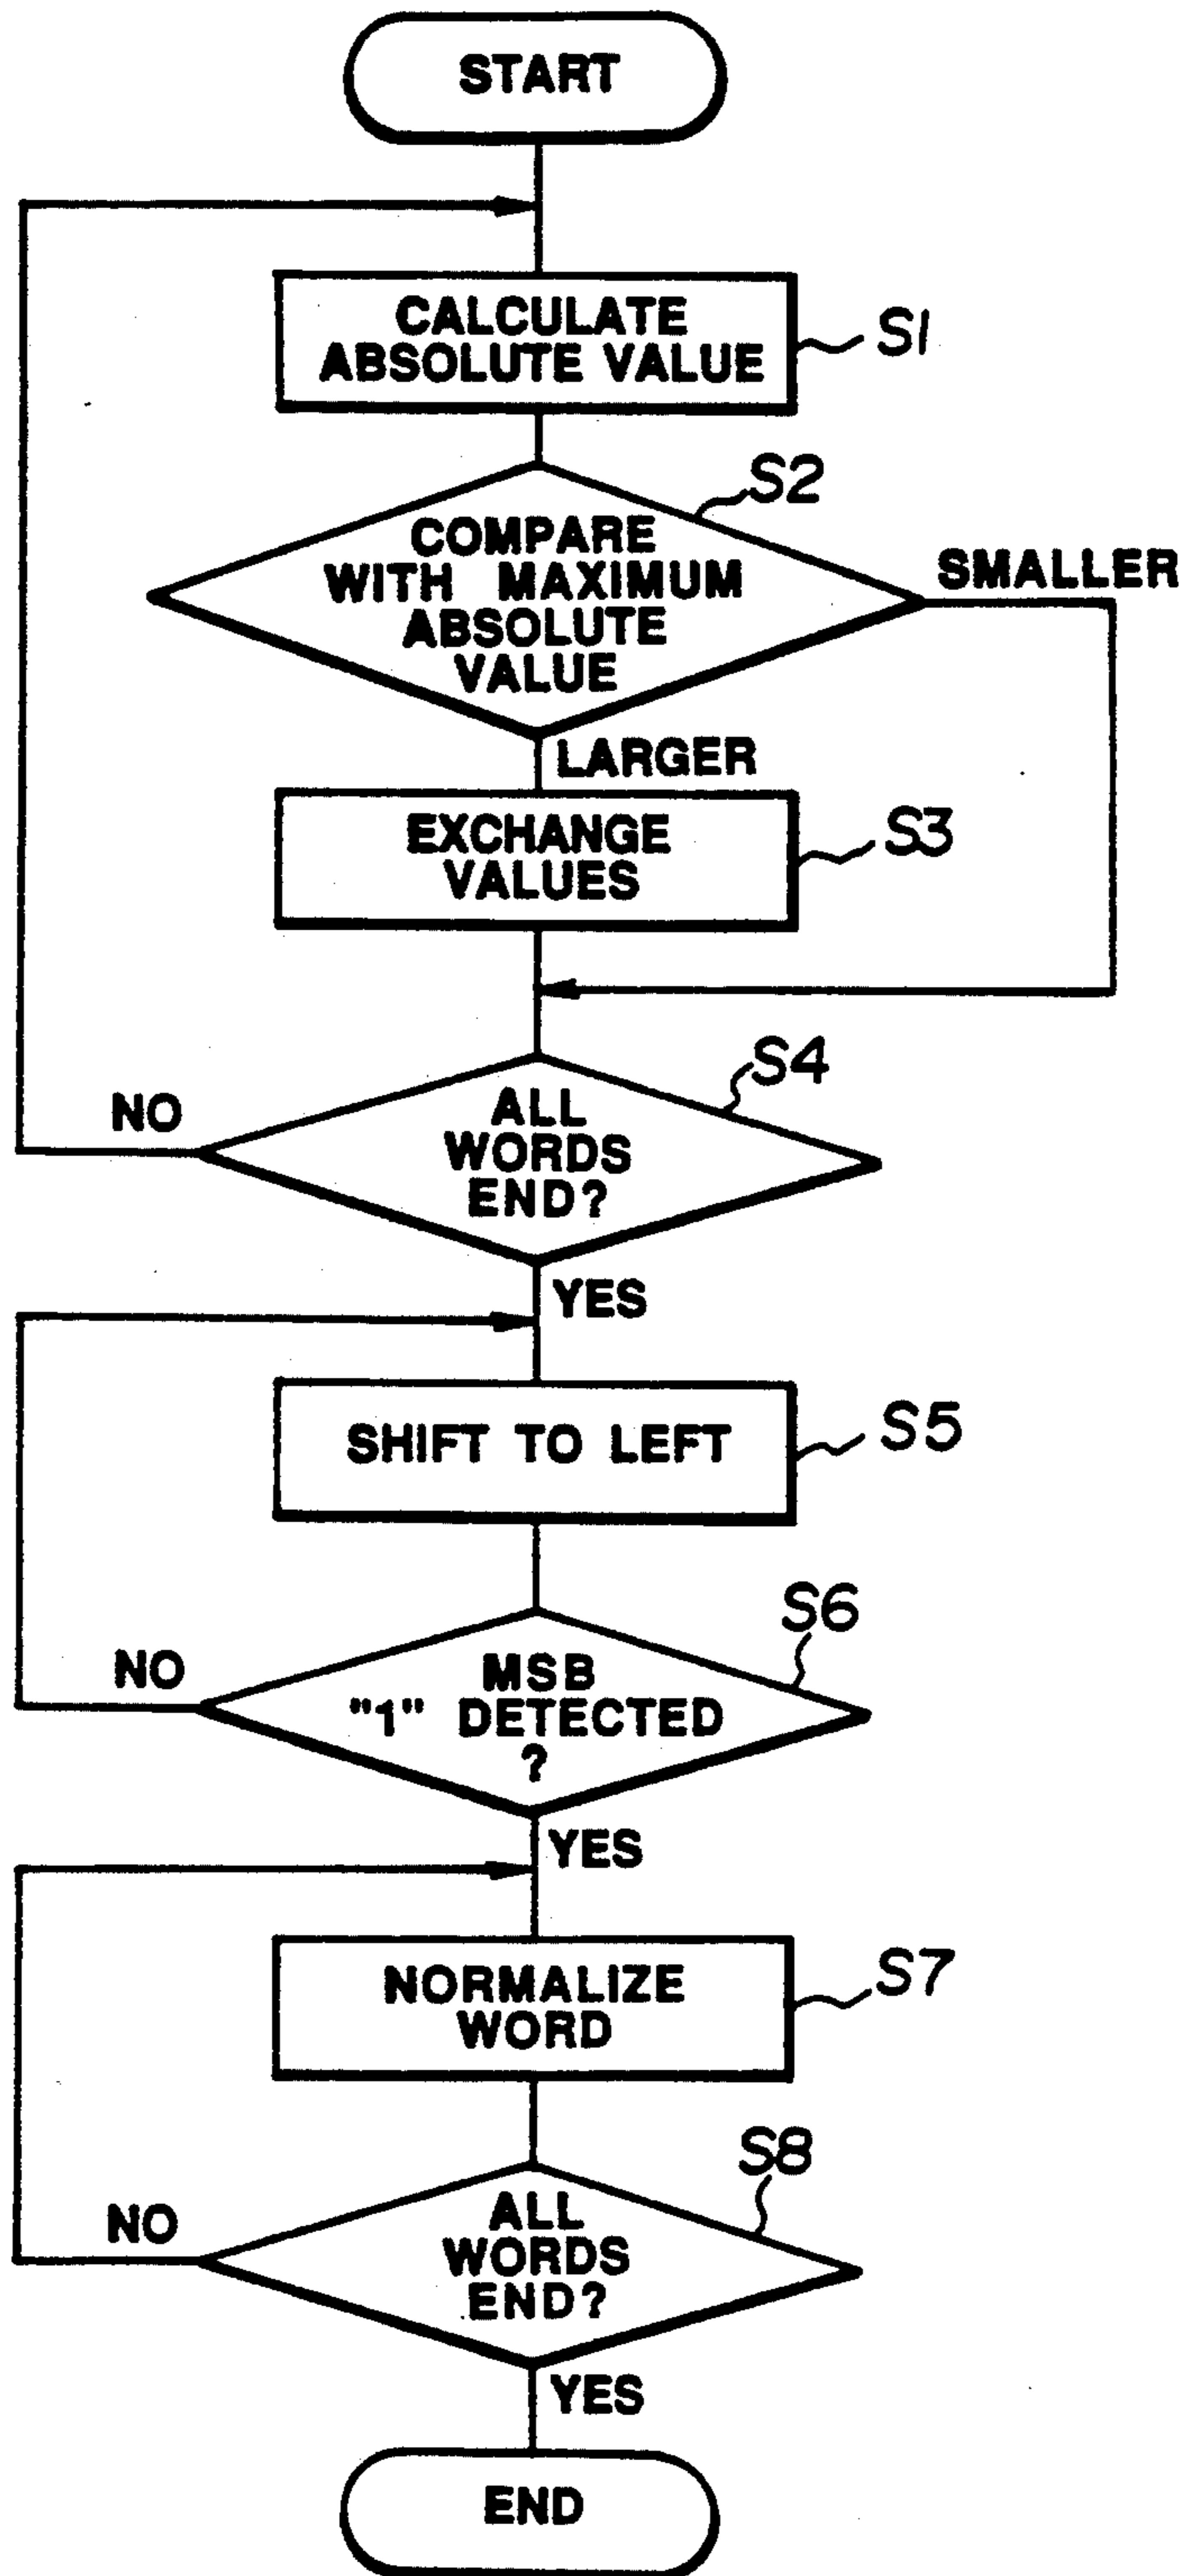 START
CALCULATE
ABSOLUTE VALUE
S1
S2
COMPARE
WITH MAXIMUM
ABSOLUTE
VALUE
SMALLER
LARGER
EXCHANGE
VALUES
S3
S4
NO
ALL
WORDS
END?
YES
SHIFT TO LEFT
S5
S6
NO
MSB
"1" DETECTED
?
YES
NORMALIZE
WORD
S7
S8
NO
ALL
WORDS
END?
YES
END